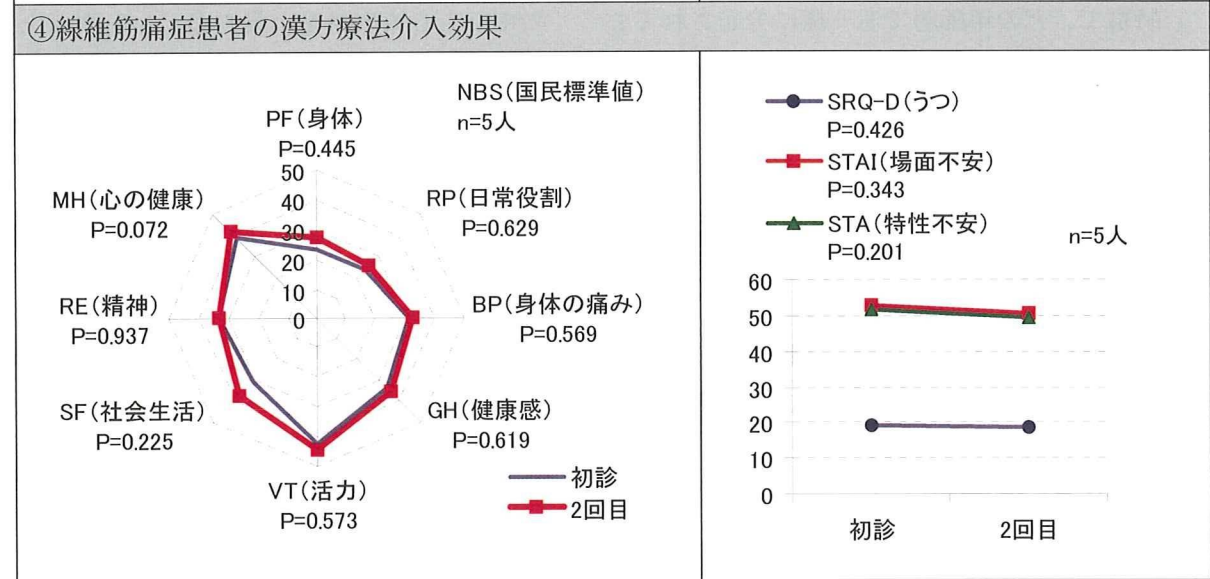 ④線維筋痛症患者の漢方療法介入効果
NBS(国民標準値)
n=5人
PF(身体)
P=0.445
RP(日常役割)
P=0.629
BP(身体の痛み)
P=0.569
GH(健康感)
P=0.619
VT(活力)
P=0.573
SF(社会生活)
P=0.225
RE(精神)
P=0.937
MH(心の健康)
P=0.072
50
40
30
20
10
0
初診
2回目
SRQ-D(うつ)
P=0.426
STAI(場面不安)
P=0.343
STA(特性不安)
P=0.201
n=5人
60
50
40
30
20
10
0
初診
2回目